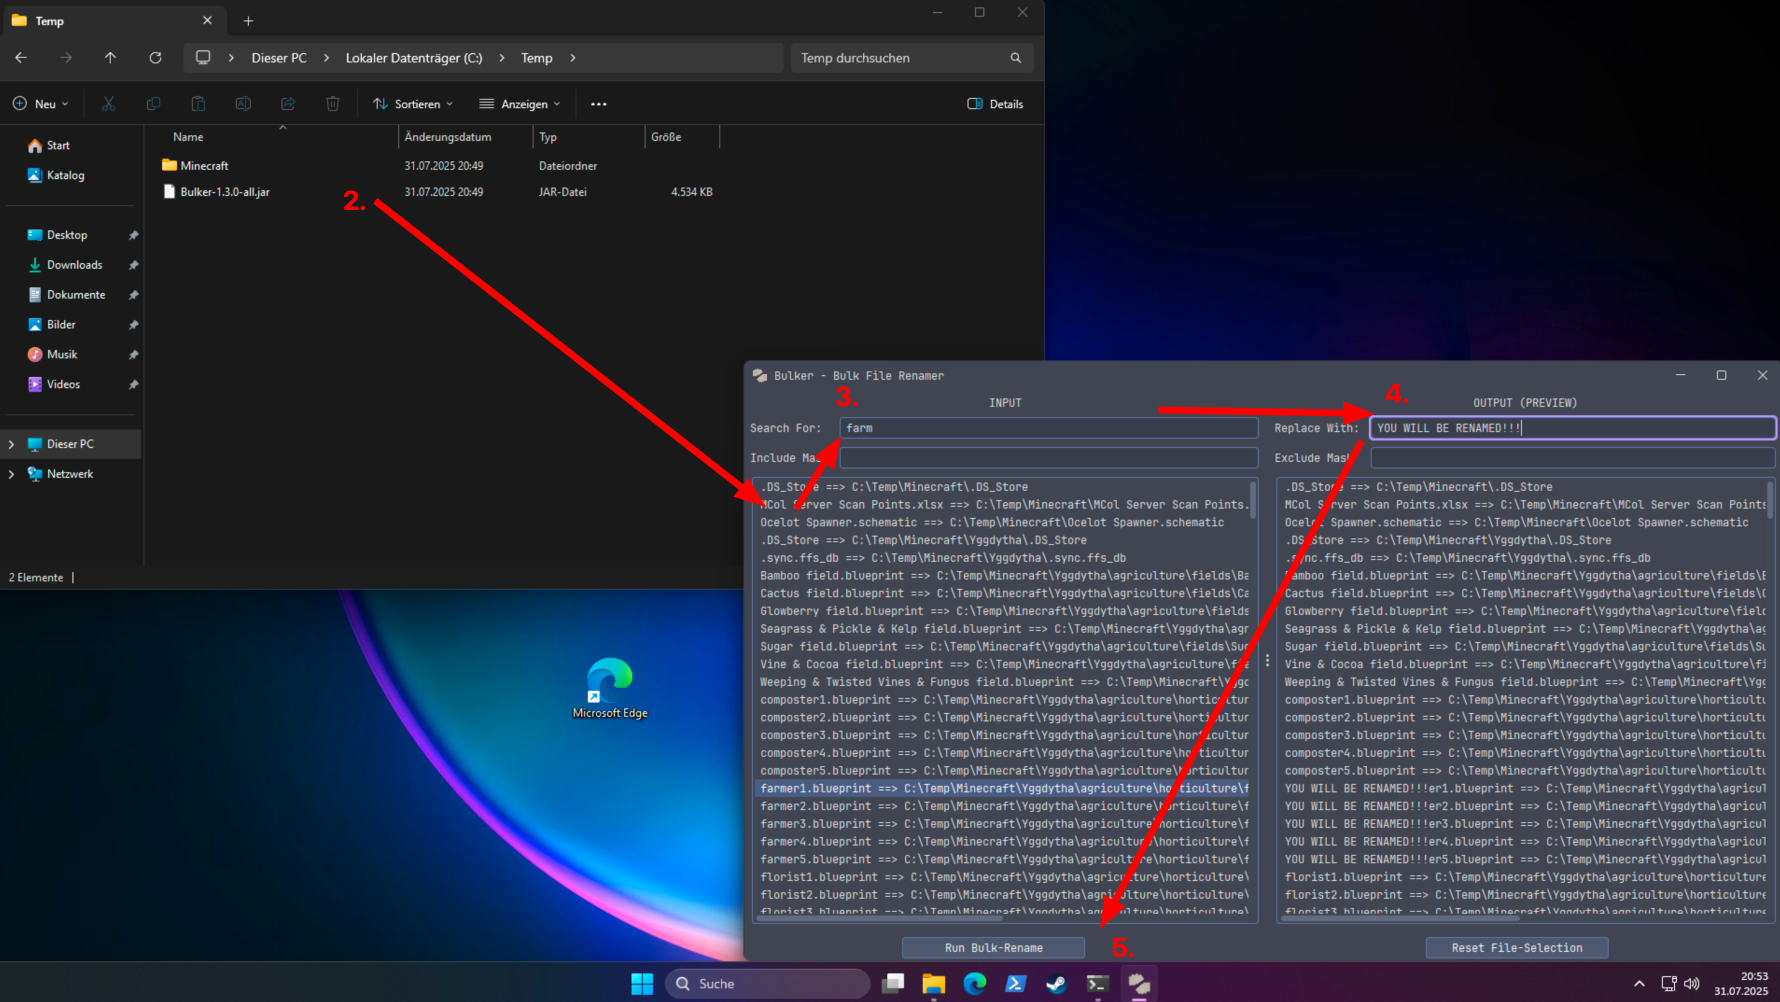 Temp
Dieser PC
Lokaler Datenträger (C:)
Temp
Temp durchsuchen
Neu
Sortieren
Anzeigen
Details
Name
Änderungsdatum
Typ
Größe
Start
Katalog
Desktop
Downloads
Dokumente
Bilder
Musik
Videos
Dieser PC
Netzwerk
Minecraft
31.07.2025 20:49
Dateiordner
Bulker-1.3.0-all.jar
31.07.2025 20:49
JAR-Datei
4.534 KB
2.
2 Elemente
Microsoft Edge
Bulker - Bulk File Renamer
3.
4.
INPUT
OUTPUT (PREVIEW)
Search For:
farm
Replace With:
YOU WILL BE RENAMED!!!
Include Mas
Exclude Mas
.DS_Store ==> C:\Temp\Minecraft\.DS_Store
MCol Server Scan Points.xlsx ==> C:\Temp\Minecraft\MCol Server Scan Points.
Ocelot Spawner.schematic ==> C:\Temp\Minecraft\Ocelot Spawner.schematic
.DS_Store ==> C:\Temp\Minecraft\Yggdytha\.DS_Store
.sync.ffs_db ==> C:\Temp\Minecraft\Yggdytha\.sync.ffs_db
Bamboo field.blueprint ==> C:\Temp\Minecraft\Yggdytha\agriculture\fields\Ba
Cactus field.blueprint ==> C:\Temp\Minecraft\Yggdytha\agriculture\fields\Ca
Glowberry field.blueprint ==> C:\Temp\Minecraft\Yggdytha\agriculture\fields
Seagrass & Pickle & Kelp field.blueprint ==> C:\Temp\Minecraft\Yggdytha\agr
Sugar field.blueprint ==> C:\Temp\Minecraft\Yggdytha\agriculture\fields\Sug
Vine & Cocoa field.blueprint ==> C:\Temp\Minecraft\Yggdytha\agriculture\fie
Weeping & Twisted Vines & Fungus field.blueprint ==> C:\Temp\Minecraft\Yggd
composter1.blueprint ==> C:\Temp\Minecraft\Yggdytha\agriculture\horticultur
composter2.blueprint ==> C:\Temp\Minecraft\Yggdytha\agriculture\horticultur
composter3.blueprint ==> C:\Temp\Minecraft\Yggdytha\agriculture\horticultur
composter4.blueprint ==> C:\Temp\Minecraft\Yggdytha\agriculture\horticultur
composter5.blueprint ==> C:\Temp\Minecraft\Yggdytha\agriculture\horticultur
farmer1.blueprint ==> C:\Temp\Minecraft\Yggdytha\agriculture\horticulture\f
farmer2.blueprint ==> C:\Temp\Minecraft\Yggdytha\agriculture\horticulture\f
farmer3.blueprint ==> C:\Temp\Minecraft\Yggdytha\agriculture\horticulture\f
farmer4.blueprint ==> C:\Temp\Minecraft\Yggdytha\agriculture\horticulture\f
farmer5.blueprint ==> C:\Temp\Minecraft\Yggdytha\agriculture\horticulture\f
florist1.blueprint ==> C:\Temp\Minecraft\Yggdytha\agriculture\horticulture\
florist2.blueprint ==> C:\Temp\Minecraft\Yggdytha\agriculture\horticulture\
florist3.blueprint ==> C:\Temp\Minecraft\Yggdytha\agriculture\horticulture\
.DS_Store ==> C:\Temp\Minecraft\.DS_Store
MCol Server Scan Points.xlsx ==> C:\Temp\Minecraft\MCol Server Scan Points
Ocelot Spawner.schematic ==> C:\Temp\Minecraft\Ocelot Spawner.schematic
.DS_Store ==> C:\Temp\Minecraft\Yggdytha\.DS_Store
.sync.ffs_db ==> C:\Temp\Minecraft\Yggdytha\.sync.ffs_db
Bamboo field.blueprint ==> C:\Temp\Minecraft\Yggdytha\agriculture\fields\B
Cactus field.blueprint ==> C:\Temp\Minecraft\Yggdytha\agriculture\fields\C
Glowberry field.blueprint ==> C:\Temp\Minecraft\Yggdytha\agriculture\field
Seagrass & Pickle & Kelp field.blueprint ==> C:\Temp\Minecraft\Yggdytha\ag
Sugar field.blueprint ==> C:\Temp\Minecraft\Yggdytha\agriculture\fields\Su
Vine & Cocoa field.blueprint ==> C:\Temp\Minecraft\Yggdytha\agriculture\fi
Weeping & Twisted Vines & Fungus field.blueprint ==> C:\Temp\Minecraft\Ygg
composter1.blueprint ==> C:\Temp\Minecraft\Yggdytha\agriculture\horticultu
composter2.blueprint ==> C:\Temp\Minecraft\Yggdytha\agriculture\horticultu
composter3.blueprint ==> C:\Temp\Minecraft\Yggdytha\agriculture\horticultu
composter4.blueprint ==> C:\Temp\Minecraft\Yggdytha\agriculture\horticultu
composter5.blueprint ==> C:\Temp\Minecraft\Yggdytha\agriculture\horticultu
YOU WILL BE RENAMED!!!er1.blueprint ==> C:\Temp\Minecraft\Yggdytha\agricul
YOU WILL BE RENAMED!!!er2.blueprint ==> C:\Temp\Minecraft\Yggdytha\agricul
YOU WILL BE RENAMED!!!er3.blueprint ==> C:\Temp\Minecraft\Yggdytha\agricul
YOU WILL BE RENAMED!!!er4.blueprint ==> C:\Temp\Minecraft\Yggdytha\agricul
YOU WILL BE RENAMED!!!er5.blueprint ==> C:\Temp\Minecraft\Yggdytha\agricul
florist1.blueprint ==> C:\Temp\Minecraft\Yggdytha\agriculture\horticulture
florist2.blueprint ==> C:\Temp\Minecraft\Yggdytha\agriculture\horticulture
florist3.blueprint ==> C:\Temp\Minecraft\Yggdytha\agriculture\horticulture
Run Bulk-Rename
5.
Reset File-Selection
Suche
20:53
31.07.2025